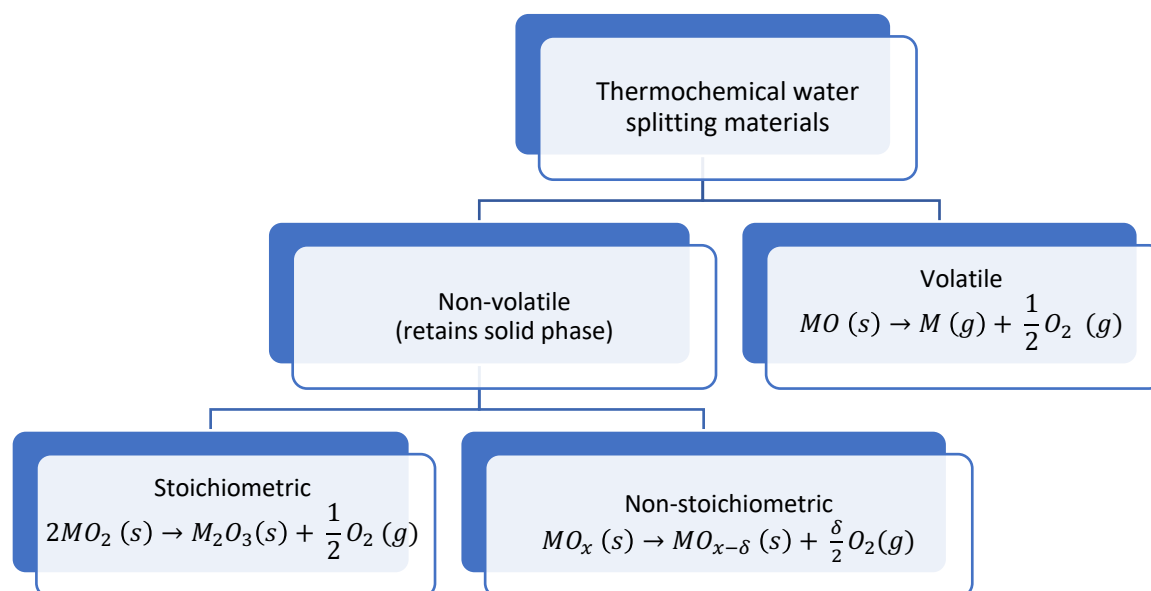 Thermochemical water
splitting materials
Non-volatile
(retains solid phase)
Volatile
MO (s) → M (g) + 1/2 O₂ (g)
Stoichiometric
2MO₂ (s) → M₂O₃(s) + 1/2 O₂ (g)
Non-stoichiometric
MOₓ (s) → MOₓ₋δ (s) + δ/2 O₂(g)